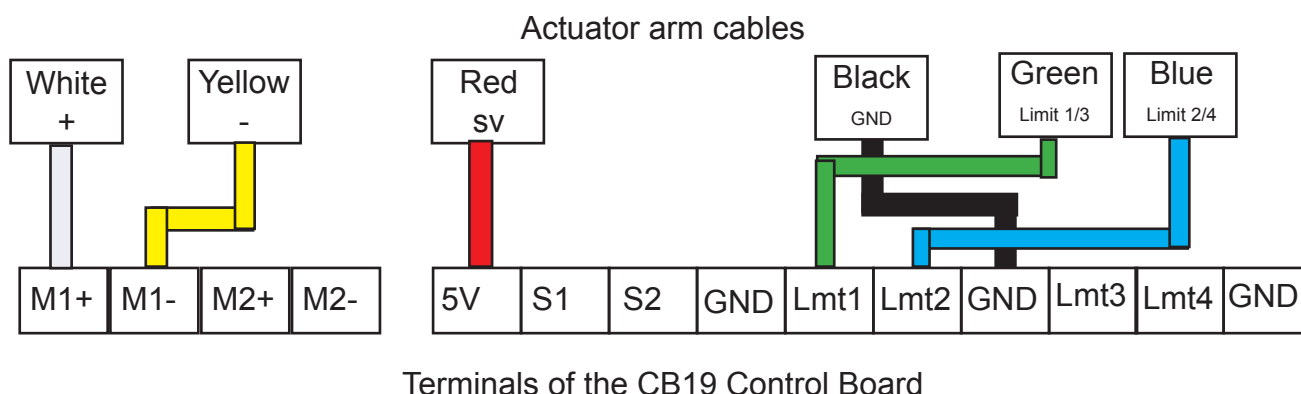 Actuator arm cables
White
+
Yellow
-
Red
sv
Black
GND
Green
Limit 1/3
Blue
Limit 2/4
M1+ M1- M2+ M2-
5V S1 S2 GND Lmt1 Lmt2 GND Lmt3 Lmt4 GND
Terminals of the CB19 Control Board